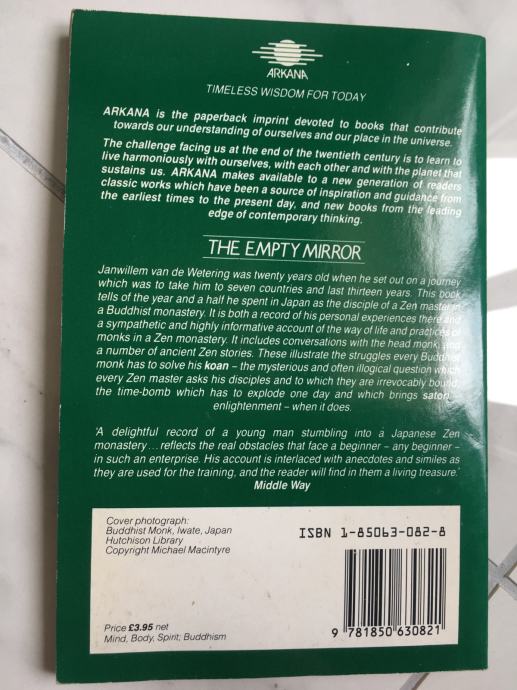 ARKANA
TIMELESS WISDOM FOR TODAY
ARKANA is the paperback imprint devoted to books that contribute
towards our understanding of ourselves and our place in the universe.
The challenge facing us at the end of the twentieth century is to learn to
live harmoniously with ourselves, with each other and with the planet that
sustains us. ARKANA makes available to a new generation of readers
classic works which have been a source of inspiration and guidance from
the earliest times to the present day, and new books from the leading
edge of contemporary thinking.
THE EMPTY MIRROR
Janwillem van de Wetering was twenty years old when he set out on a journey
which was to take him to seven countries and last thirteen years. This book
tells of the year and a half he spent in Japan as the disciple of a Zen master in
a Buddhist monastery. It is both a record of his personal experiences there and
a sympathetic and highly informative account of the way of life and practices of
monks in a Zen monastery. It includes conversations with the head monk, and
a number of ancient Zen stories. These illustrate the struggles every Buddhist
monk has to solve his koan – the mysterious and often illogical question which
every Zen master asks his disciples and to which they are irrevocably bound,
the time-bomb which has to explode one day and which brings satori –
enlightenment – when it does.
'A delightful record of a young man stumbling into a Japanese Zen
monastery... reflects the real obstacles that face a beginner – any beginner –
in such an enterprise. His account is interlaced with anecdotes and similes as
they are used for the training, and the reader will find in them a living treasure.'
Middle Way
Cover photograph:
Buddhist Monk, Iwate, Japan
Hutchison Library
Copyright Michael Macintyre
ISBN 1-85063-082-8
Price £3.95 net
Mind, Body, Spirit; Buddhism
9 781850 630821